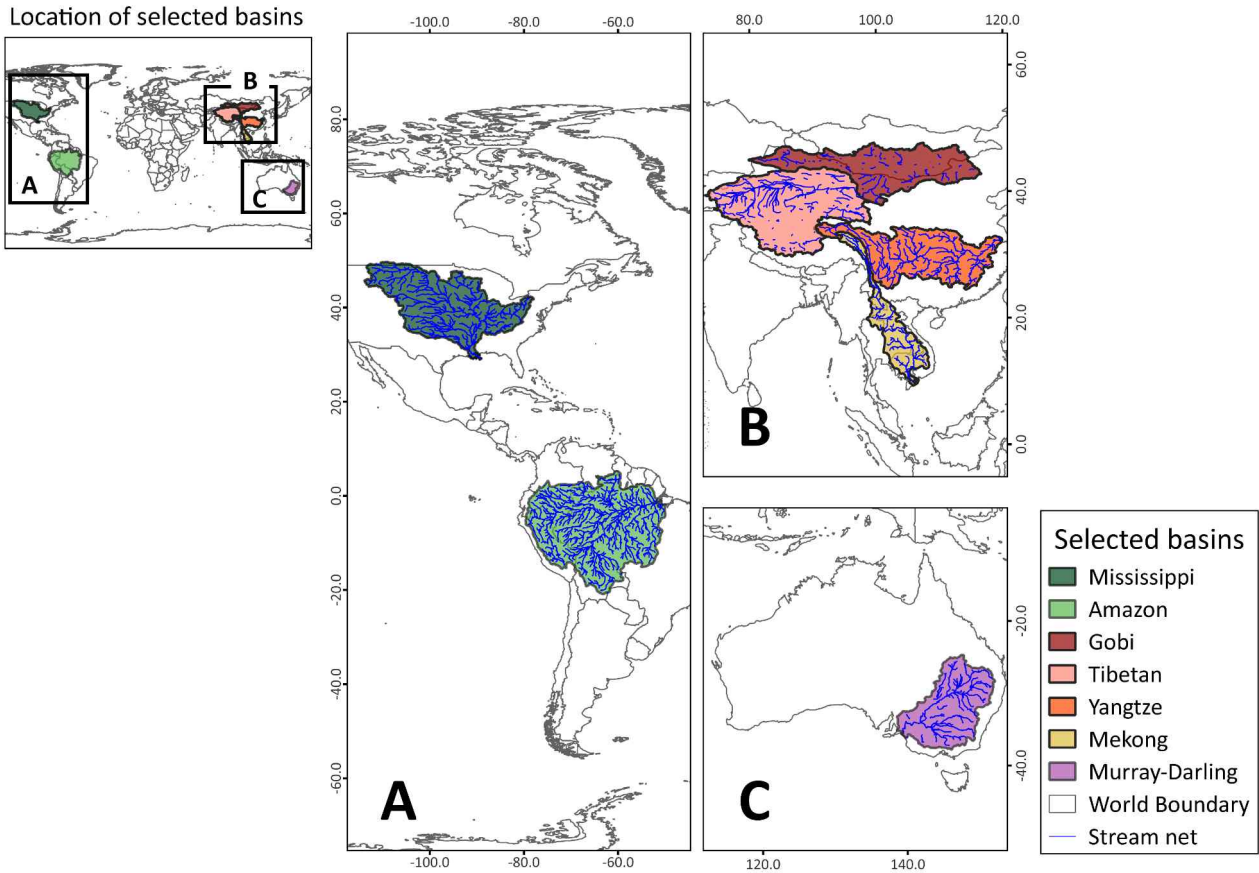 Location of selected basins
A
B
C
-100.0
-80.0
-60.0
80.0
60.0
40.0
20.0
0.0
-20.0
-40.0
-60.0
A
-100.0
-80.0
-60.0
80.0
100.0
120.0
60.0
40.0
20.0
0.0
B
-20.0
-40.0
C
120.0
140.0
Selected basins
Mississippi
Amazon
Gobi
Tibetan
Yangtze
Mekong
Murray-Darling
World Boundary
Stream net